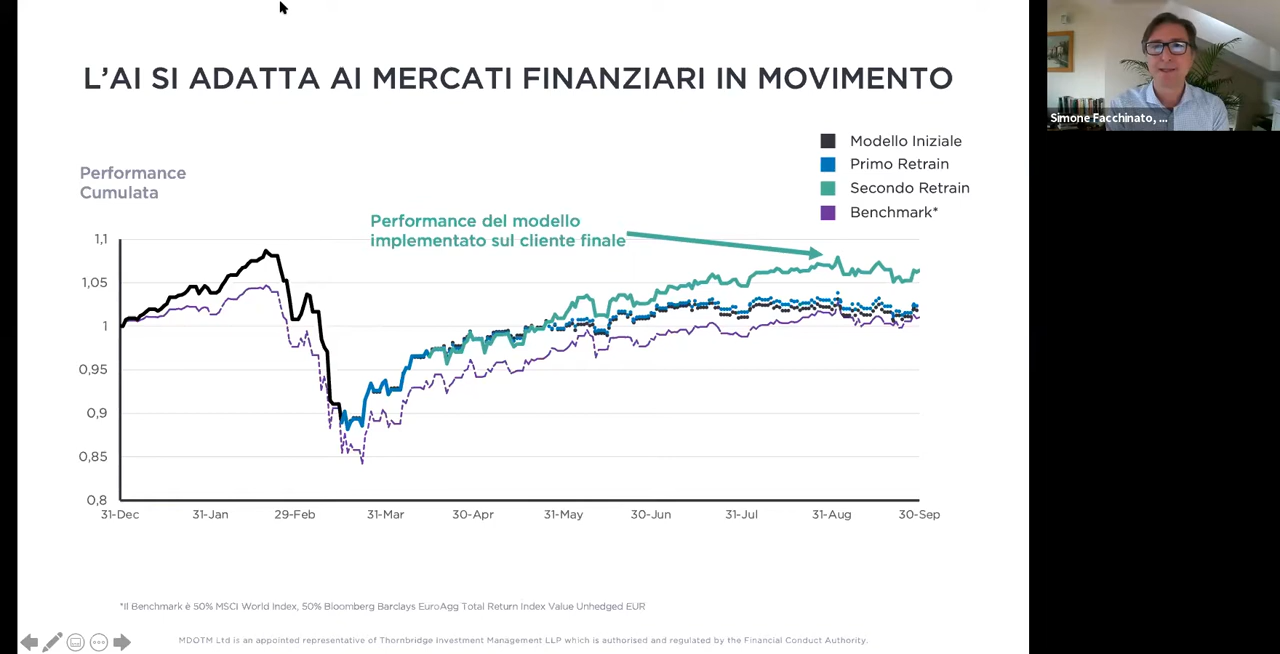 L'AI SI ADATTA AI MERCATI FINANZIARI IN MOVIMENTO
Simone Facchinato, ...
Modello Iniziale
Primo Retrain
Secondo Retrain
Benchmark*
Performance
Cumulata
Performance del modello
implementato sul cliente finale
1,1
1,05
1
0,95
0,9
0,85
0,8
31-Dec 31-Jan 29-Feb 31-Mar 30-Apr 31-May 30-Jun 31-Jul 31-Aug 30-Sep
*Il Benchmark è 50% MSCI World Index, 50% Bloomberg Barclays EuroAgg Total Return Index Value Unhedged EUR
MDOTM Ltd is an appointed representative of Thornbridge Investment Management LLP which is authorised and regulated by the Financial Conduct Authority.